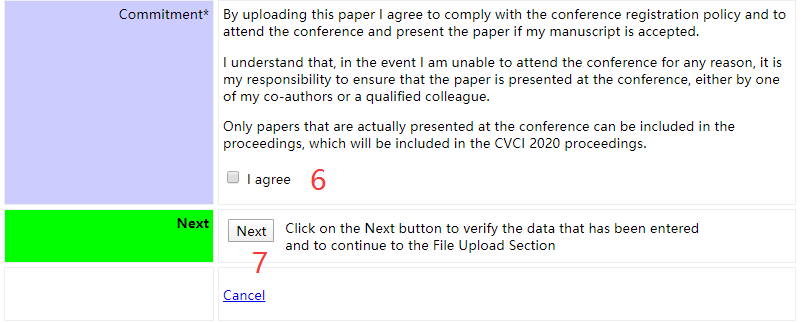 Commitment*
By uploading this paper I agree to comply with the conference registration policy and to
attend the conference and present the paper if my manuscript is accepted.
I understand that, in the event I am unable to attend the conference for any reason, it is
my responsibility to ensure that the paper is presented at the conference, either by one
of my co-authors or a qualified colleague.
Only papers that are actually presented at the conference can be included in the
proceedings, which will be included in the CVCI 2020 proceedings.
I agree 6
Next
Next
Click on the Next button to verify the data that has been entered
and to continue to the File Upload Section
7
Cancel